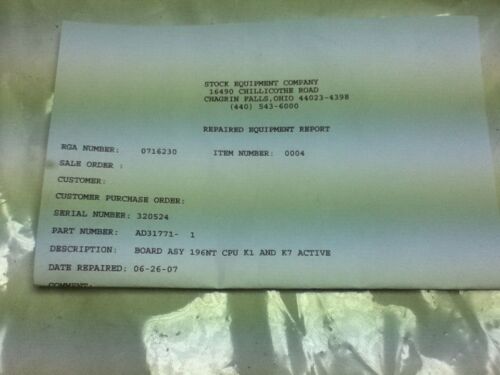 STOCK EQUIPMENT COMPANY
16490 CHILLICOTHE ROAD
CHAGRIN FALLS,OHIO 44023-4398
(440) 543-6000
REPAIRED EQUIPMENT REPORT
RGA NUMBER: 0716230 ITEM NUMBER: 0004
SALE ORDER :
CUSTOMER:
CUSTOMER PURCHASE ORDER:
SERIAL NUMBER: 320524
PART NUMBER: AD31771- 1
DESCRIPTION: BOARD ASY 196NT CPU K1 AND K7 ACTIVE
DATE REPAIRED: 06-26-07
COMMENT: